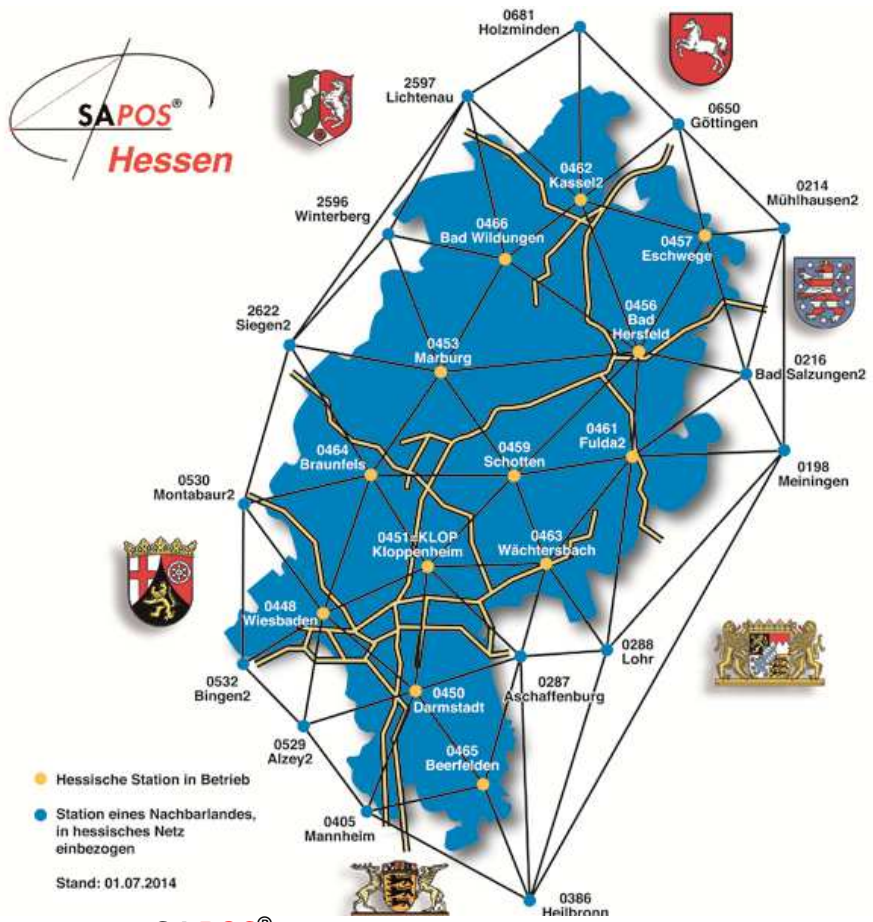 0681
Holzminden
SAPOS®
Hessen
2597
Lichtenau
0650
Göttingen
0462
Kassel2
0214
Mühlhausen2
2596
Winterberg
0466
Bad Wildungen
0457
Eschwege
0456
Bad
Hersfeld
2622
Siegen2
0453
Marburg
0216
Bad Salzungen2
0461
Fulda2
0464
Braunfels
0459
Schotten
0198
Meiningen
0530
Montabaur2
0451=KLOP
Kloppenheim
0463
Wächtersbach
0448
Wiesbaden
0288
Lohr
0532
Bingen2
0287
Aschaffenburg
0450
Darmstadt
0529
Alzey2
0465
Beerfelden
Hessische Station in Betrieb
Station eines Nachbarlandes,
in hessisches Netz
einbezogen
0405
Mannheim
Stand: 01.07.2014
0386
Heilbronn
SAPOS®